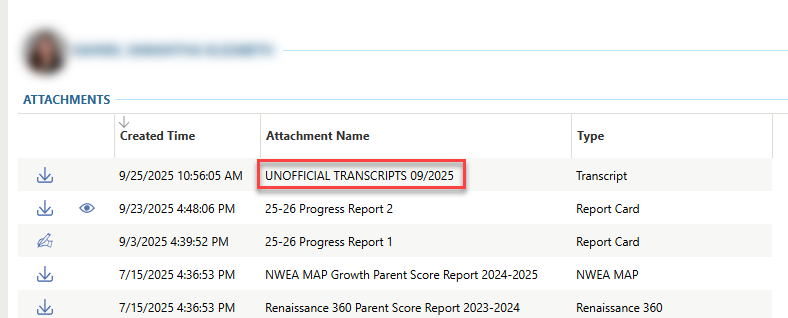 ATTACHMENTS
Created Time Attachment Name Type
9/25/2025 10:56:05 AM UNOFFICIAL TRANSCRIPTS 09/2025 Transcript
9/23/2025 4:48:06 PM 25-26 Progress Report 2 Report Card
9/3/2025 4:39:52 PM 25-26 Progress Report 1 Report Card
7/15/2025 4:36:53 PM NWEA MAP Growth Parent Score Report 2024-2025 NWEA MAP
7/15/2025 4:36:53 PM Renaissance 360 Parent Score Report 2023-2024 Renaissance 360